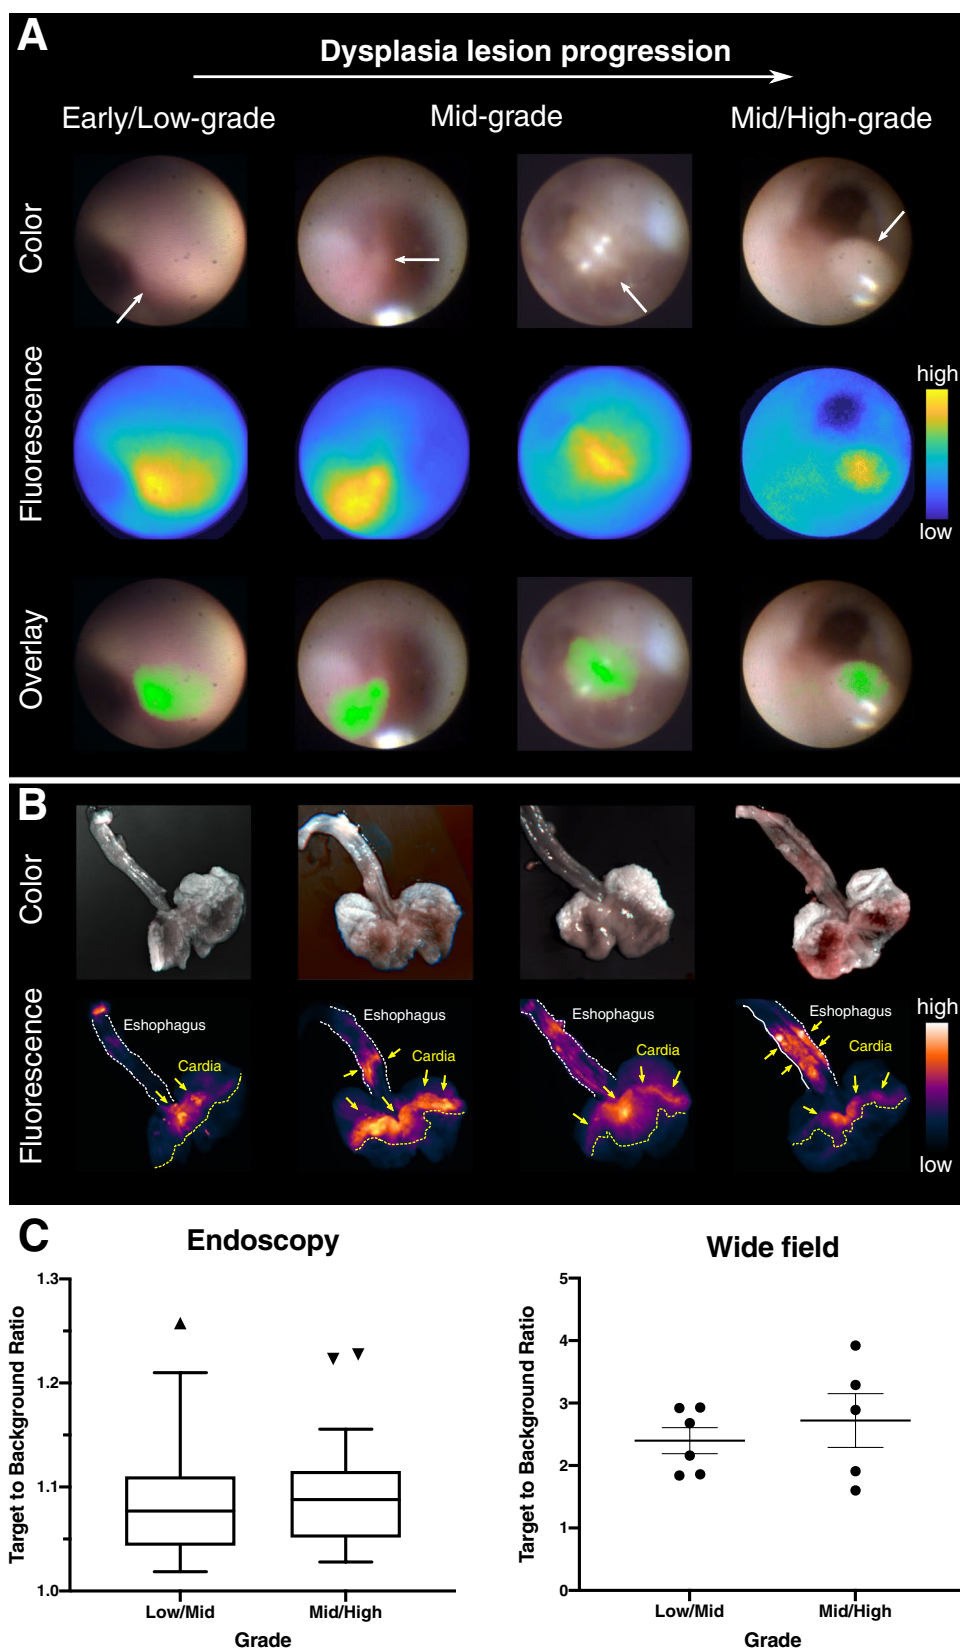 A
Dysplasia lesion progression
Early/Low-grade
Mid-grade
Mid/High-grade
Color
Fluorescence
high
low
Overlay
B
Color
Fluorescence
Eshophagus
Cardia
Eshophagus
Cardia
Eshophagus
Cardia
Eshophagus
Cardia
high
low
C
Endoscopy
Target to Background Ratio
1.3
1.2
1.1
1.0
Low/Mid
Mid/High
Grade
Wide field
Target to Background Ratio
5
4
3
2
1
0
Low/Mid
Mid/High
Grade